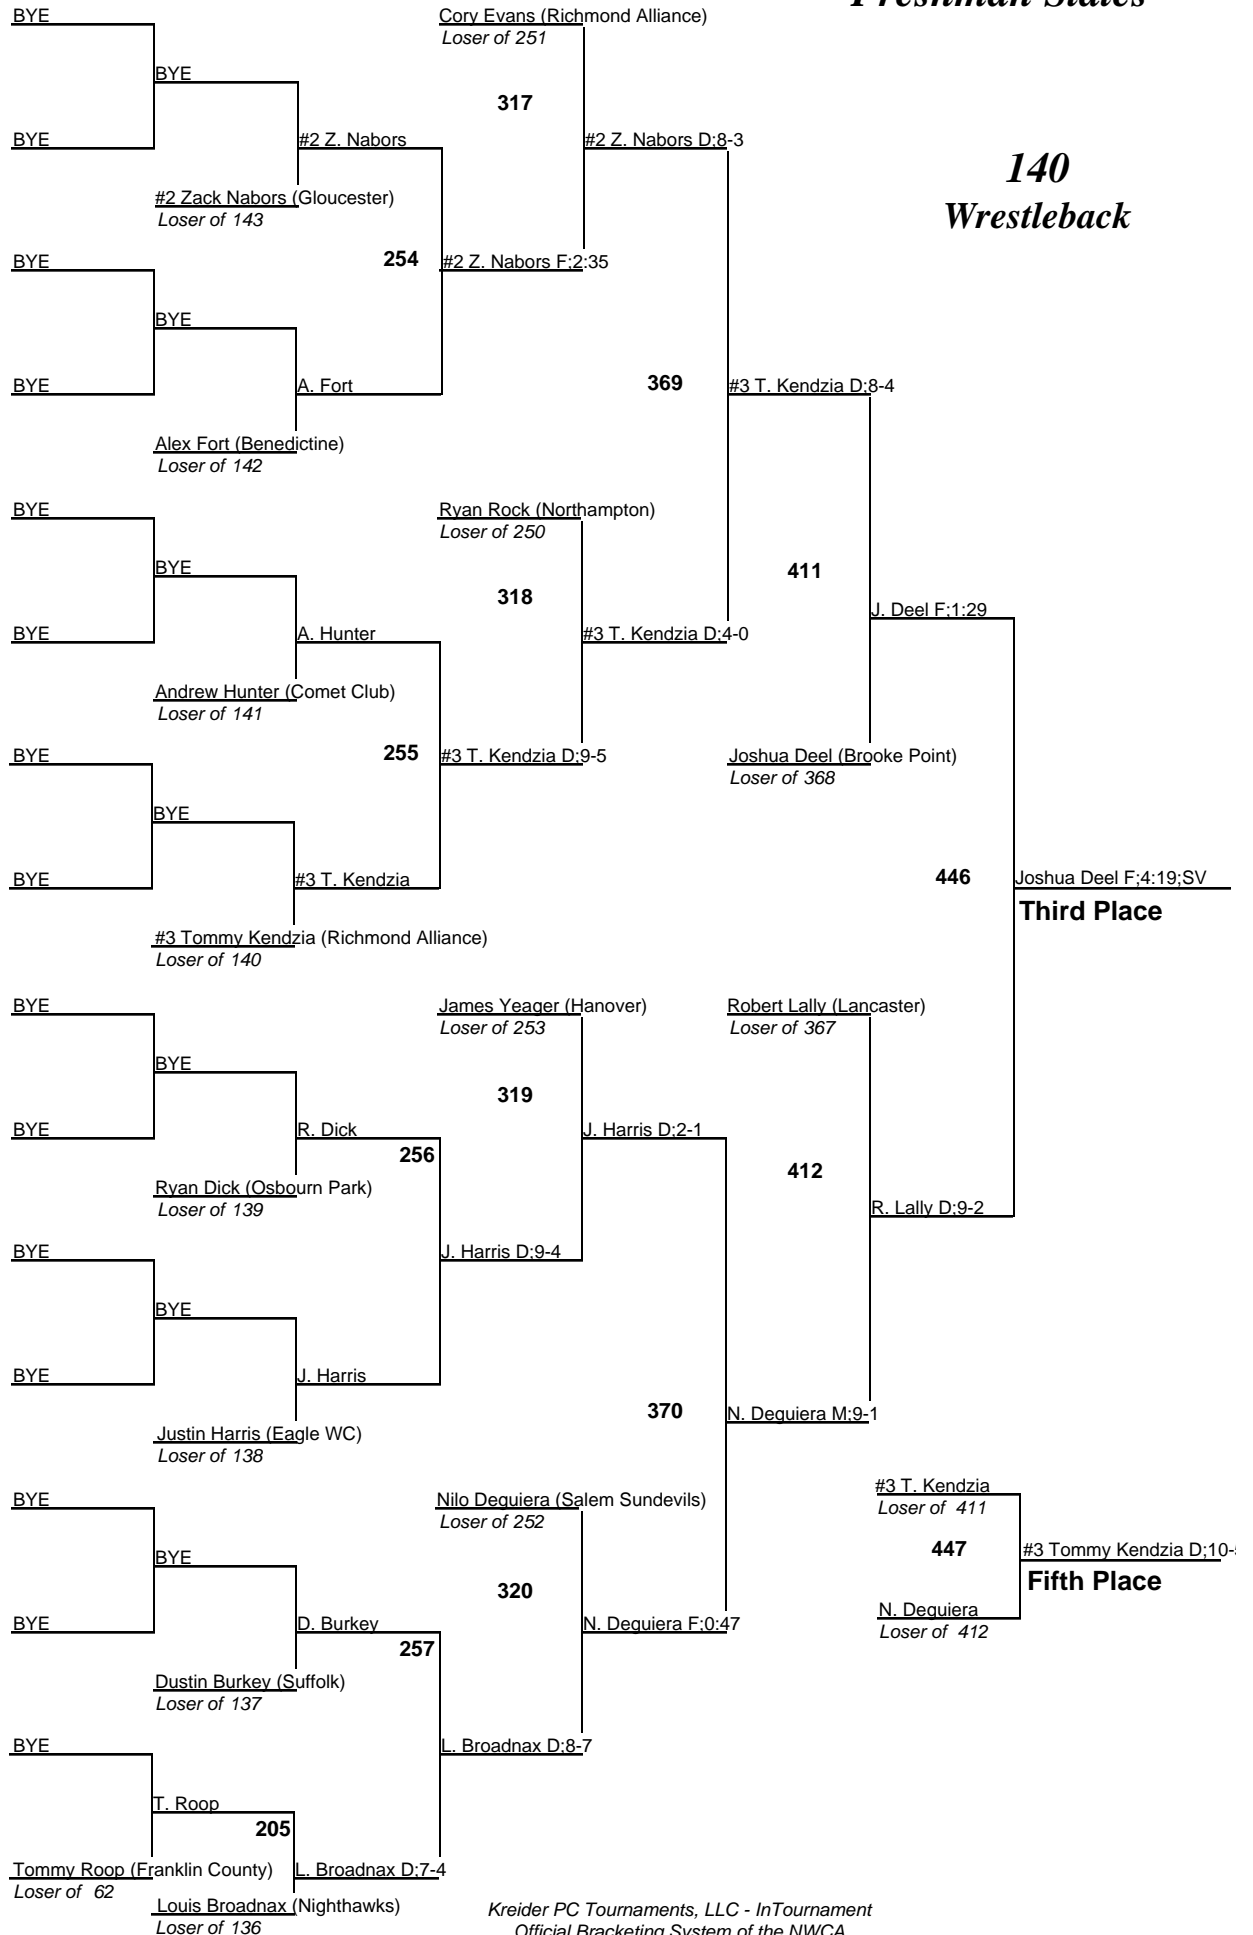 Freshman States
BYE
Cory Evans (Richmond Alliance)
Loser of 251
BYE
317
BYE
#2 Z. Nabors
#2 Z. Nabors D;8-3
140
Wrestleback
#2 Zack Nabors (Gloucester)
Loser of 143
BYE
254
#2 Z. Nabors F;2:35
BYE
BYE
A. Fort
369
#3 T. Kendzia D;8-4
Alex Fort (Benedictine)
Loser of 142
BYE
Ryan Rock (Northampton)
Loser of 250
BYE
411
318
J. Deel F;1:29
BYE
A. Hunter
#3 T. Kendzia D;4-0
Andrew Hunter (Comet Club)
Loser of 141
BYE
255
#3 T. Kendzia D;9-5
Joshua Deel (Brooke Point)
Loser of 368
BYE
BYE
#3 T. Kendzia
446
Joshua Deel F;4:19;SV
Third Place
#3 Tommy Kendzia (Richmond Alliance)
Loser of 140
BYE
James Yeager (Hanover)
Loser of 253
Robert Lally (Lancaster)
Loser of 367
BYE
319
BYE
R. Dick
J. Harris D;2-1
256
412
Ryan Dick (Osbourn Park)
Loser of 139
R. Lally D;9-2
BYE
J. Harris D;9-4
BYE
BYE
J. Harris
370
N. Deguiera M;9-1
Justin Harris (Eagle WC)
Loser of 138
#3 T. Kendzia
Loser of 411
BYE
Nilo Deguiera (Salem Sundevils)
Loser of 252
447
#3 Tommy Kendzia D;10-
Fifth Place
BYE
320
N. Deguiera
Loser of 412
BYE
D. Burkey
N. Deguiera F;0:47
257
Dustin Burkey (Suffolk)
Loser of 137
BYE
L. Broadnax D;8-7
T. Roop
205
Tommy Roop (Franklin County)
Loser of 62
L. Broadnax D;7-4
Louis Broadnax (Nighthawks)
Loser of 136
Kreider PC Tournaments, LLC - InTournament
Official Bracketing System of the NWCA